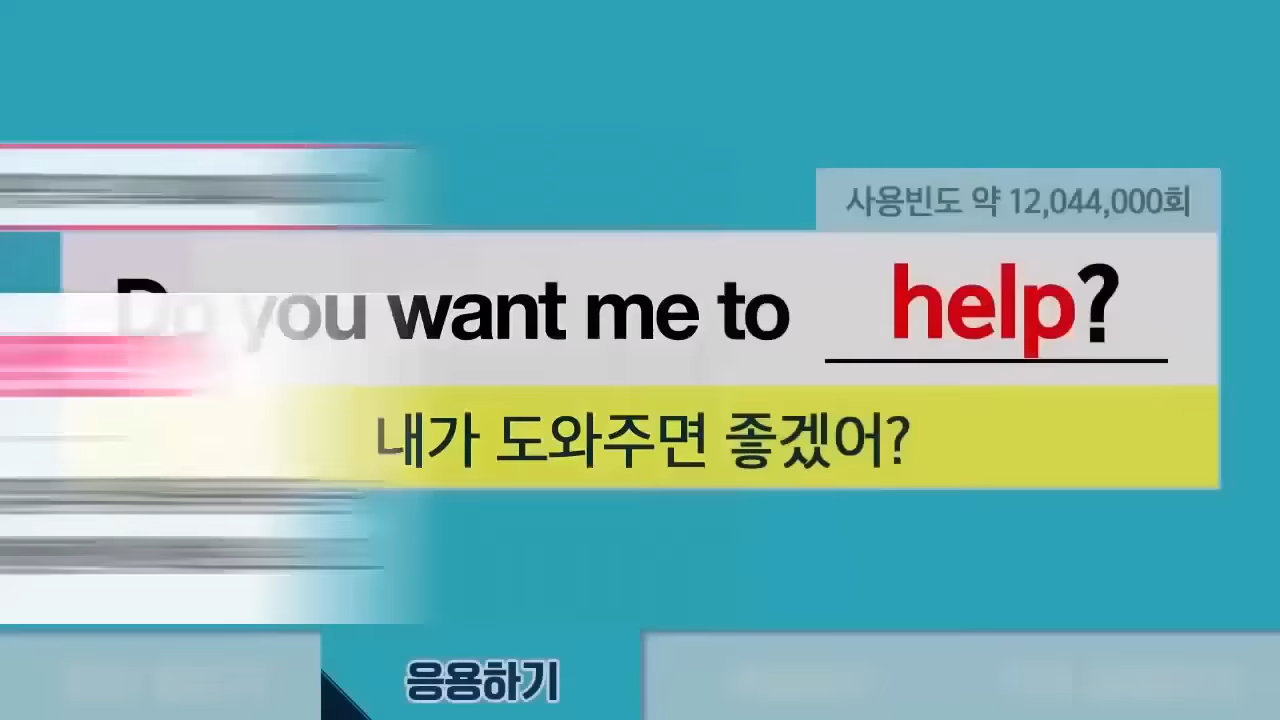 사용빈도 약 12,044,000회
Do you want me to help?
내가 도와주면 좋겠어?
응용하기